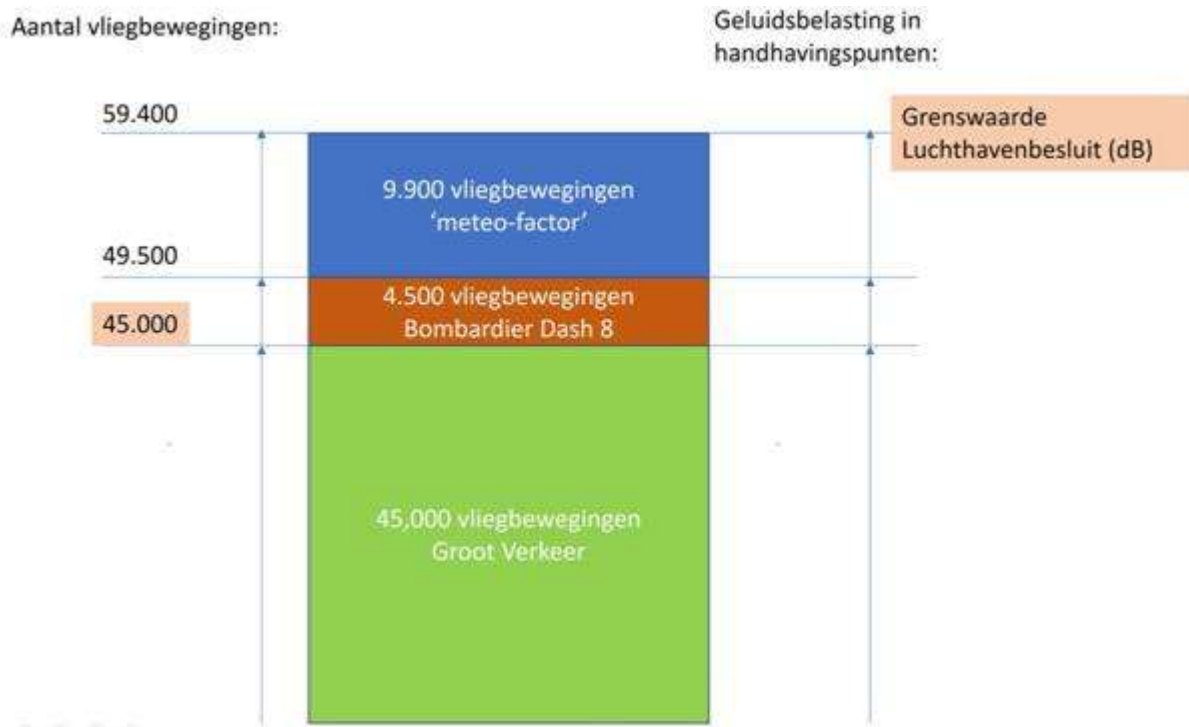 Aantal vliegbewegingen:
Geluidsbelasting in
handhavingspunten:
59.400
Grenswaarde
Luchthavenbesluit (dB)
9.900 vliegbewegingen
‘meteo-factor’
49.500
4.500 vliegbewegingen
Bombardier Dash 8
45.000
45,000 vliegbewegingen
Groot Verkeer